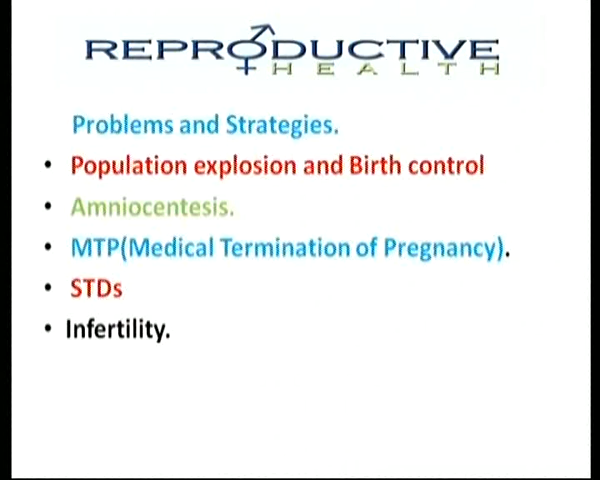 REPRODUCTIVE
HEALTH
Problems and Strategies.
• Population explosion and Birth control
• Amniocentesis.
• MTP(Medical Termination of Pregnancy).
• STDs
• Infertility.